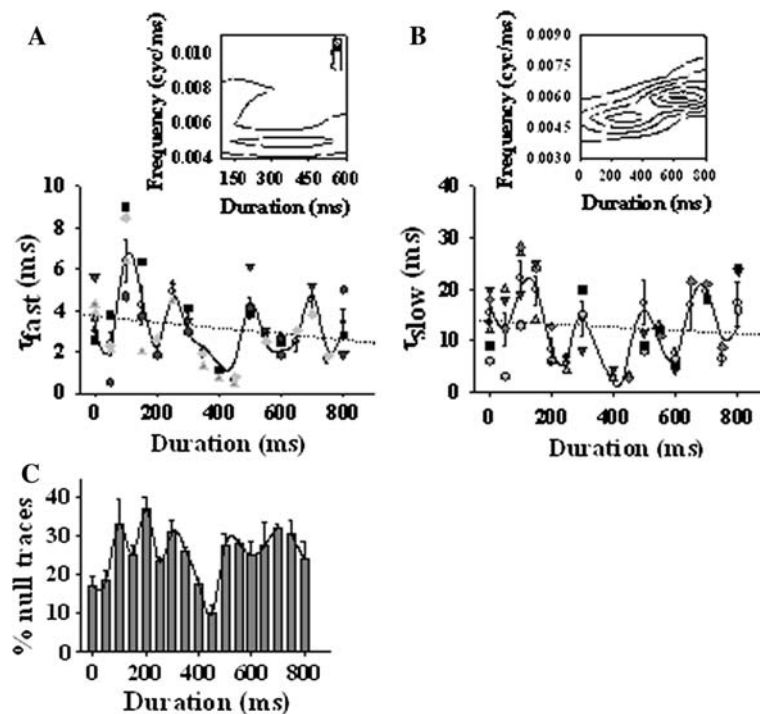 A
Frequency (cyc/ms)
0.010
0.008
0.006
0.004
150 300 450 600
Duration (ms)
τfast (ms)
10
8
6
4
2
0
0 200 400 600 800
Duration (ms)
B
Frequency (cyc/ms)
0.0090
0.0075
0.0060
0.0045
0.0030
0 200 400 600 800
Duration (ms)
τslow (ms)
40
30
20
10
0
0 200 400 600 800
Duration (ms)
C
% null traces
40
30
20
10
0
0 200 400 600 800
Duration (ms)